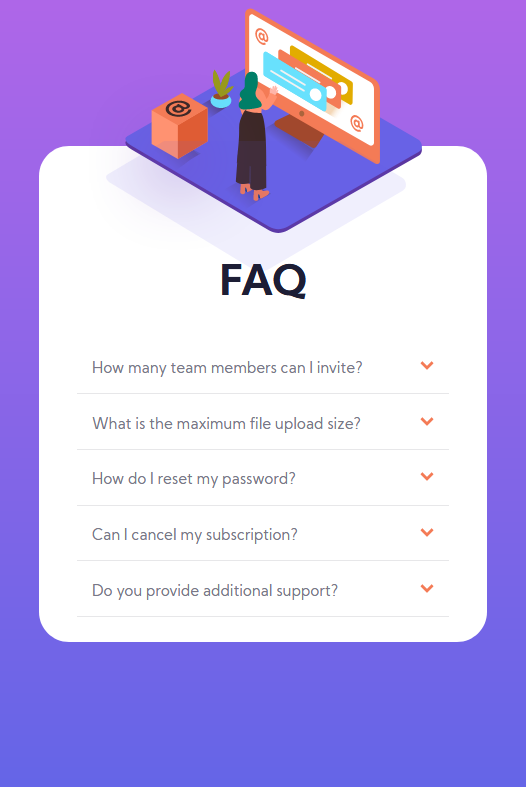 @
@
@
FAQ
How many team members can I invite?
What is the maximum file upload size?
How do I reset my password?
Can I cancel my subscription?
Do you provide additional support?